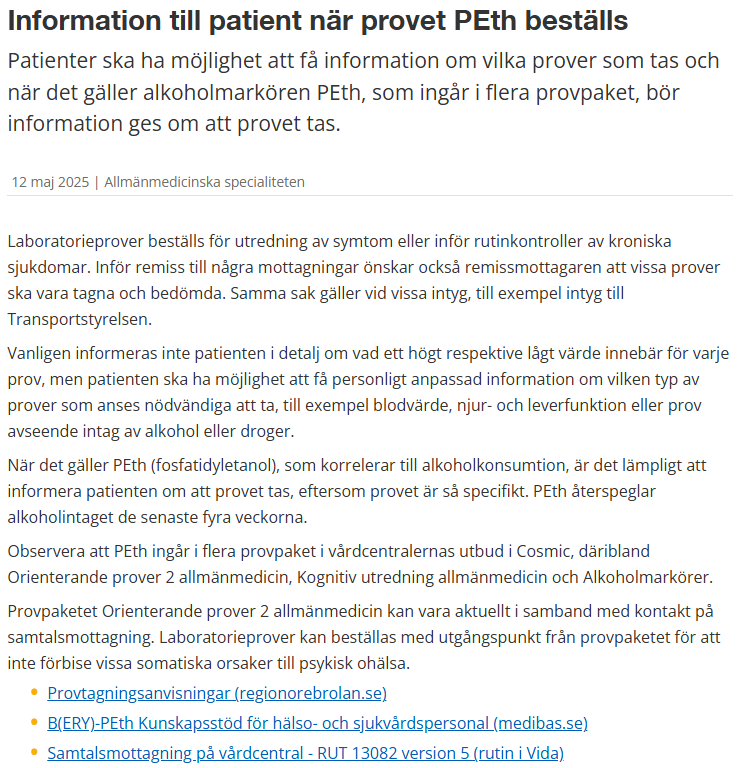 Information till patient när provet PEth beställs
Patienter ska ha möjlighet att få information om vilka prover som tas och
när det gäller alkoholmarkören PEth, som ingår i flera provpaket, bör
information ges om att provet tas.
12 maj 2025 | Allmänmedicinska specialiteten
Laboratorieprover beställs för utredning av symtom eller inför rutinkontroller av kroniska
sjukdomar. Inför remiss till några mottagningar önskar också remissmottagaren att vissa prover
ska vara tagna och bedömda. Samma sak gäller vid vissa intyg, till exempel intyg till
Transportstyrelsen.
Vanligen informeras inte patienten i detalj om vad ett högt respektive lågt värde innebär för varje
prov, men patienten ska ha möjlighet att få personligt anpassad information om vilken typ av
prover som anses nödvändiga att ta, till exempel blodvärde, njur- och leverfunktion eller prov
avseende intag av alkohol eller droger.
När det gäller PEth (fosfatidyletanol), som korrelerar till alkoholkonsumtion, är det lämpligt att
informera patienten om att provet tas, eftersom provet är så specifikt. PEth återspeglar
alkoholintaget de senaste fyra veckorna.
Observera att PEth ingår i flera provpaket i vårdcentralernas utbud i Cosmic, däribland
Orienterande prover 2 allmänmedicin, Kognitiv utredning allmänmedicin och Alkoholmarkörer.
Provpaketet Orienterande prover 2 allmänmedicin kan vara aktuellt i samband med kontakt på
samtalsmottagning. Laboratorieprover kan beställas med utgångspunkt från provpaketet för att
inte förbise vissa somatiska orsaker till psykisk ohälsa.
• Provtagningsanvisningar (regionorebrolan.se)
• B(ERY)-PEth Kunskapsstöd för hälso- och sjukvårdspersonal (medibas.se)
• Samtalsmottagning på vårdcentral - RUT 13082 version 5 (rutin i Vida)